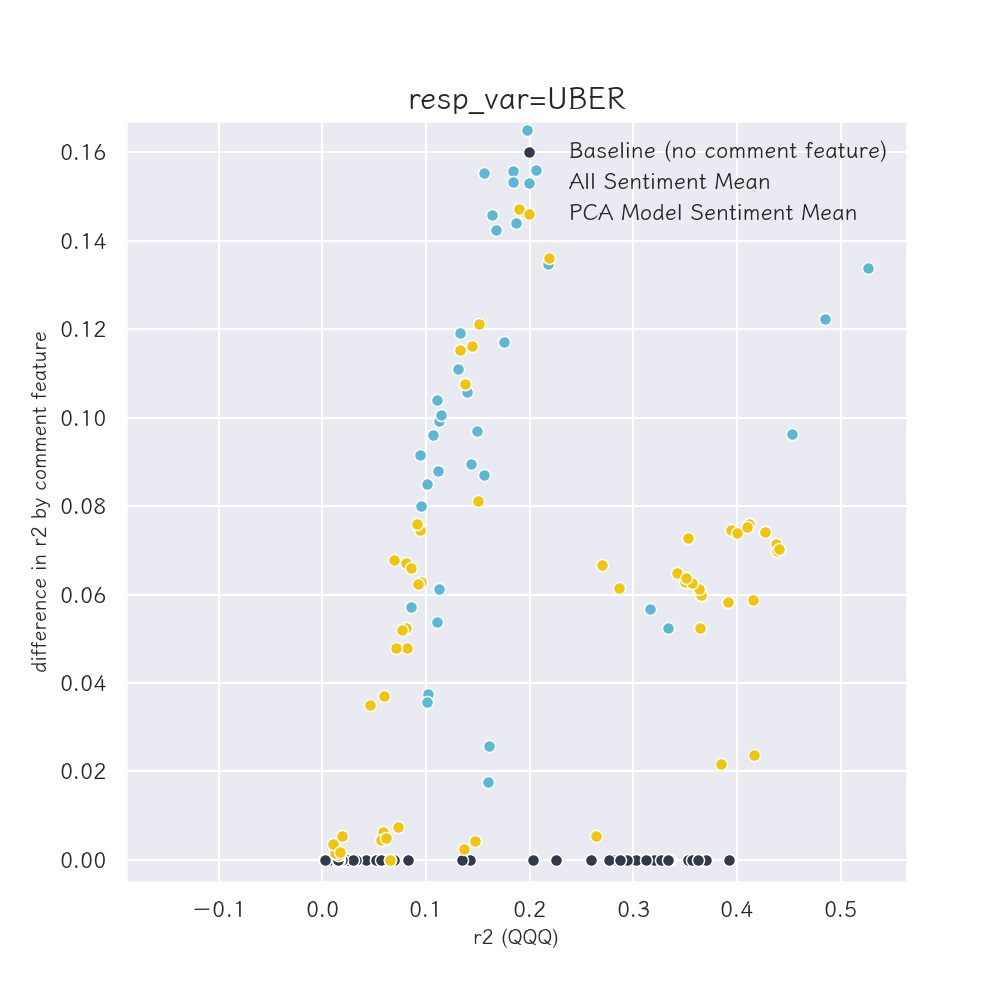 resp_var=UBER
Baseline (no comment feature)
All Sentiment Mean
PCA Model Sentiment Mean
difference in r2 by comment feature
0.16
0.14
0.12
0.10
0.08
0.06
0.04
0.02
0.00
−0.1 0.0 0.1 0.2 0.3 0.4 0.5
r2 (QQQ)